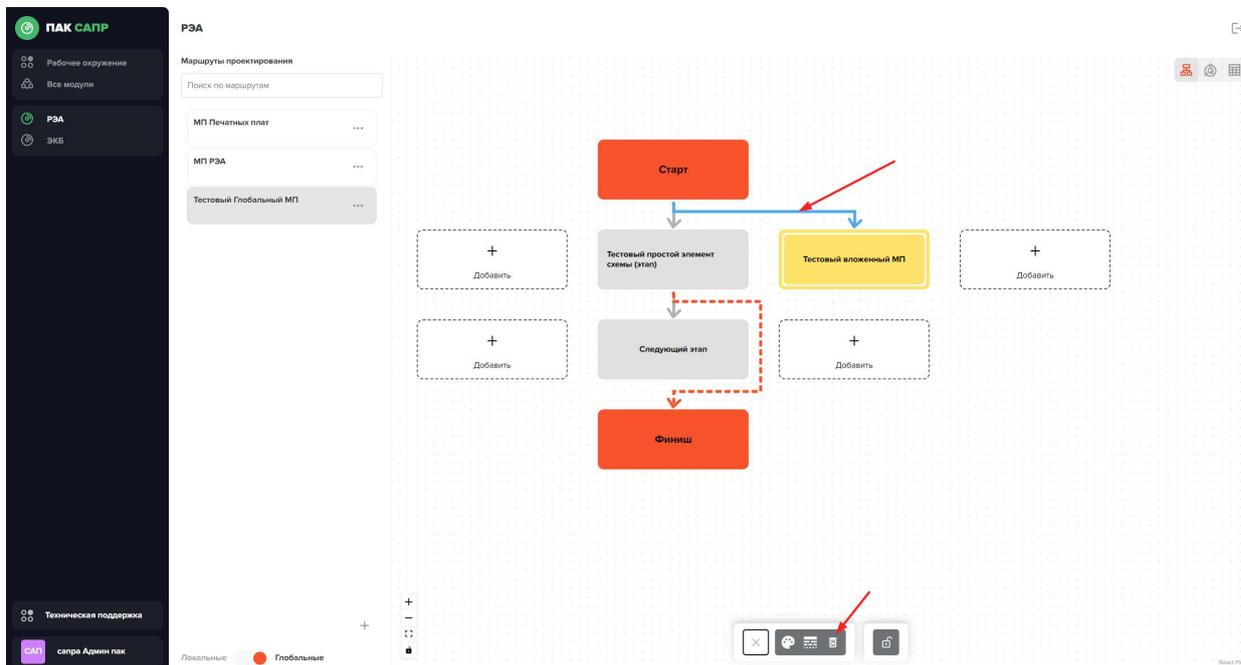 ПАК САПР
Рабочее окружение
Все модули
РЭА
ЭКБ
Техническая поддержка
САП
сапра Админ пак
РЭА
Маршруты проектирования
Поиск по маршрутам
МП Печатных плат
МП РЭА
Тестовый Глобальный МП
Локальные
Глобальные
Старт
Добавить
Тестовый простой элемент
схемы (этап)
Тестовый вложенный МП
Добавить
Добавить
Следующий этап
Добавить
Финиш